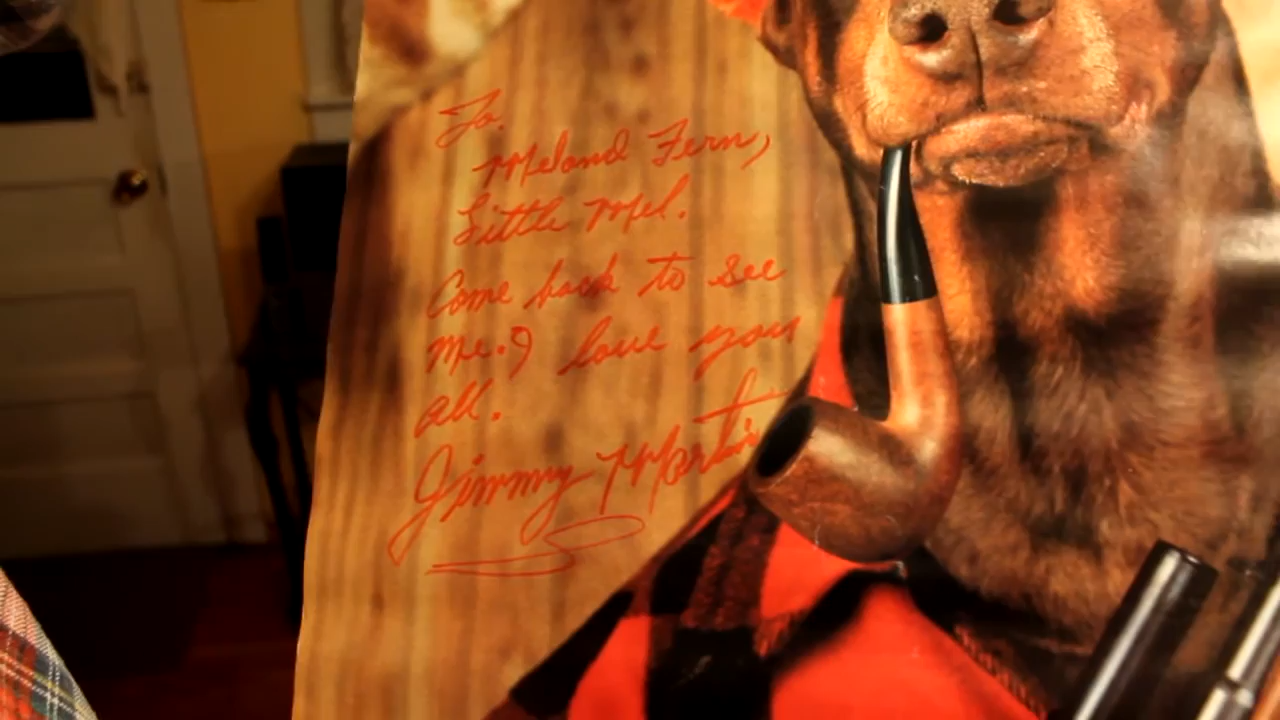 To.
Mel and Fern,
Little Mel.
Come back to see
me. I love you
all.
Jimmy Martin